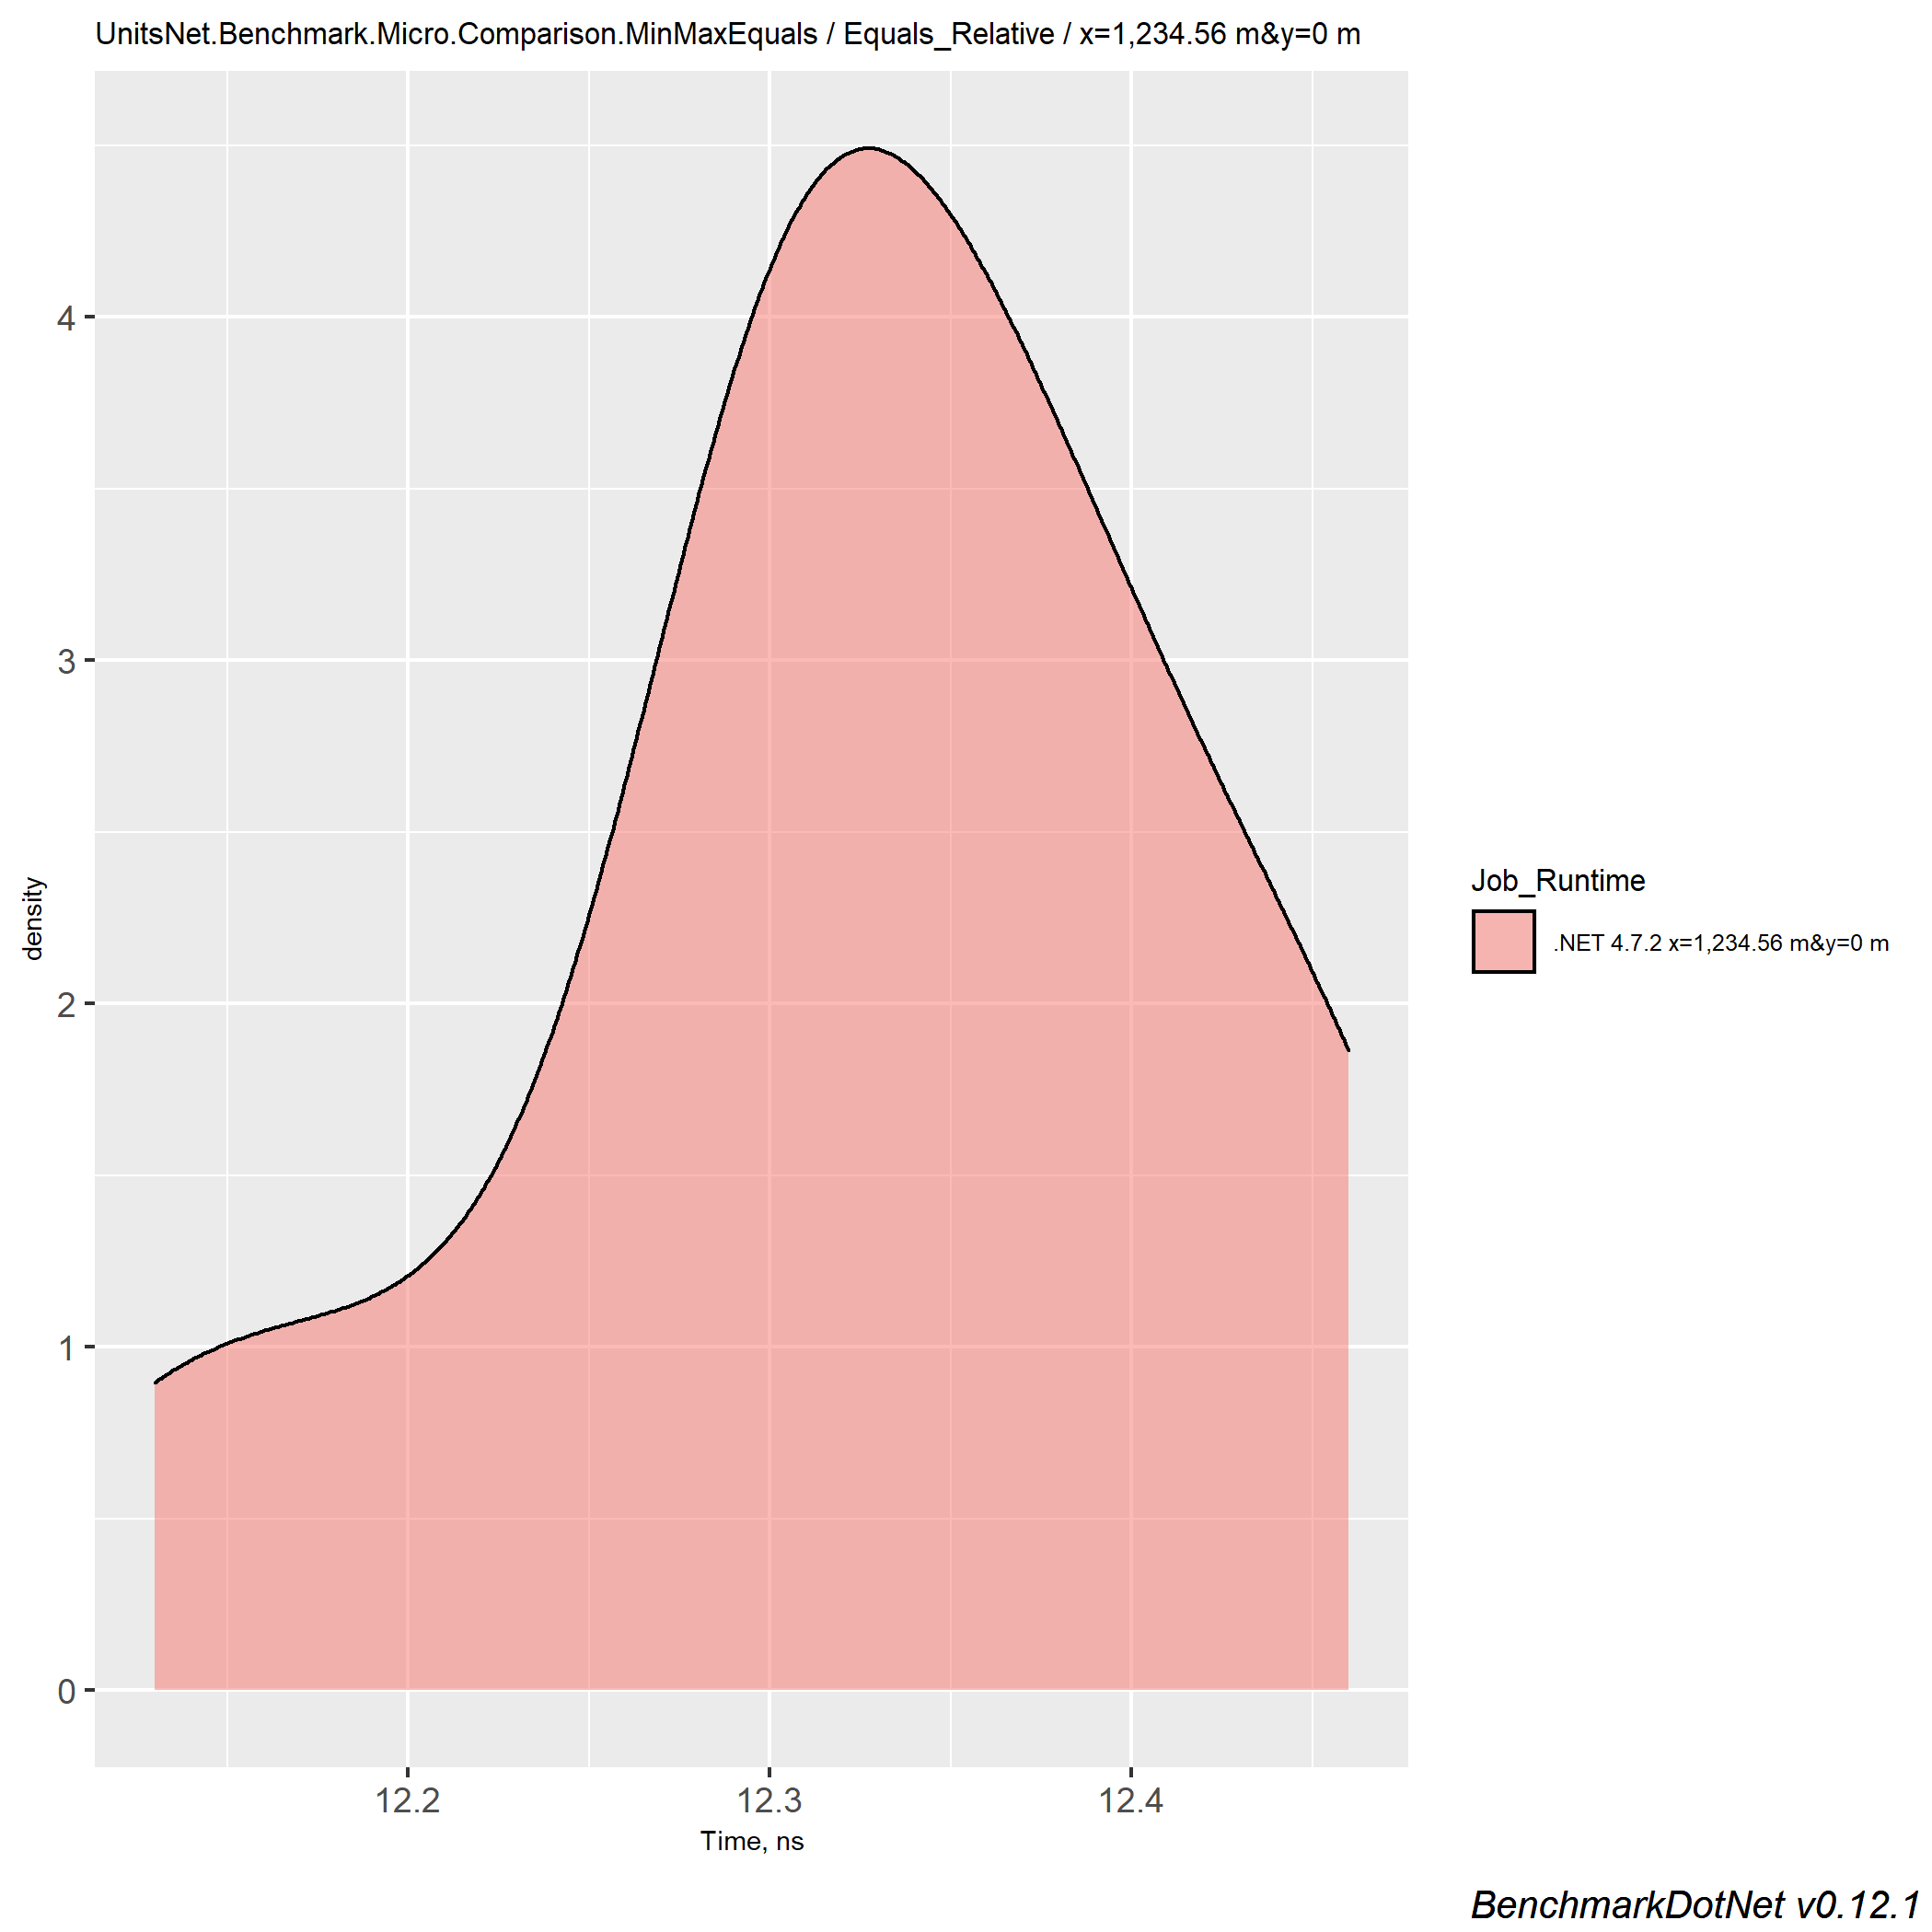 UnitsNet.Benchmark.Micro.Comparison.MinMaxEquals / Equals_Relative / x=1,234.56 m&y=0 m
4
3
2
1
0
density
12.2 12.3 12.4
Time, ns
Job_Runtime
.NET 4.7.2 x=1,234.56 m&y=0 m
BenchmarkDotNet v0.12.1